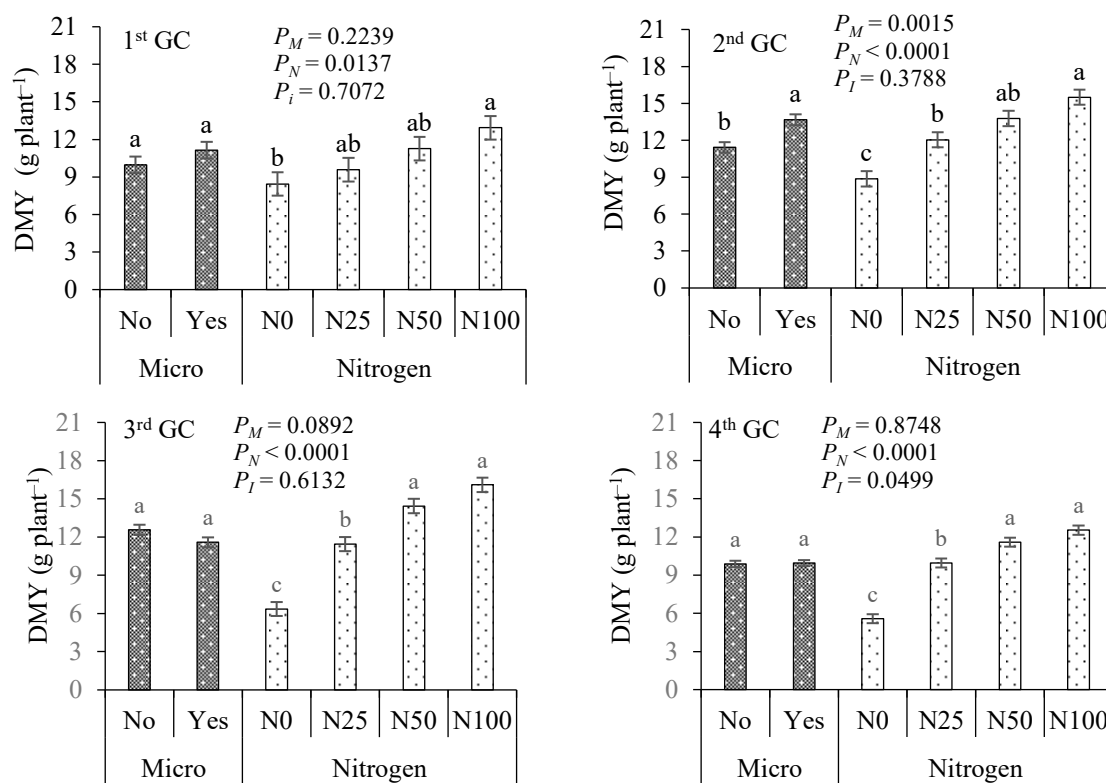 1st GC
P_M = 0.2239
P_N = 0.0137
P_i = 0.7072
DMY (g plant⁻¹)
21
18
15
12
9
6
3
0
a a b ab ab a
No Yes N0 N25 N50 N100
Micro Nitrogen
2nd GC
P_M = 0.0015
P_N < 0.0001
P_I = 0.3788
DMY (g plant⁻¹)
21
18
15
12
9
6
3
0
b a c b ab a
No Yes N0 N25 N50 N100
Micro Nitrogen
3rd GC
P_M = 0.0892
P_N < 0.0001
P_I = 0.6132
DMY (g plant⁻¹)
21
18
15
12
9
6
3
0
a a c b a a
No Yes N0 N25 N50 N100
Micro Nitrogen
4th GC
P_M = 0.8748
P_N < 0.0001
P_I = 0.0499
DMY (g plant⁻¹)
21
18
15
12
9
6
3
0
a a c b a a
No Yes N0 N25 N50 N100
Micro Nitrogen